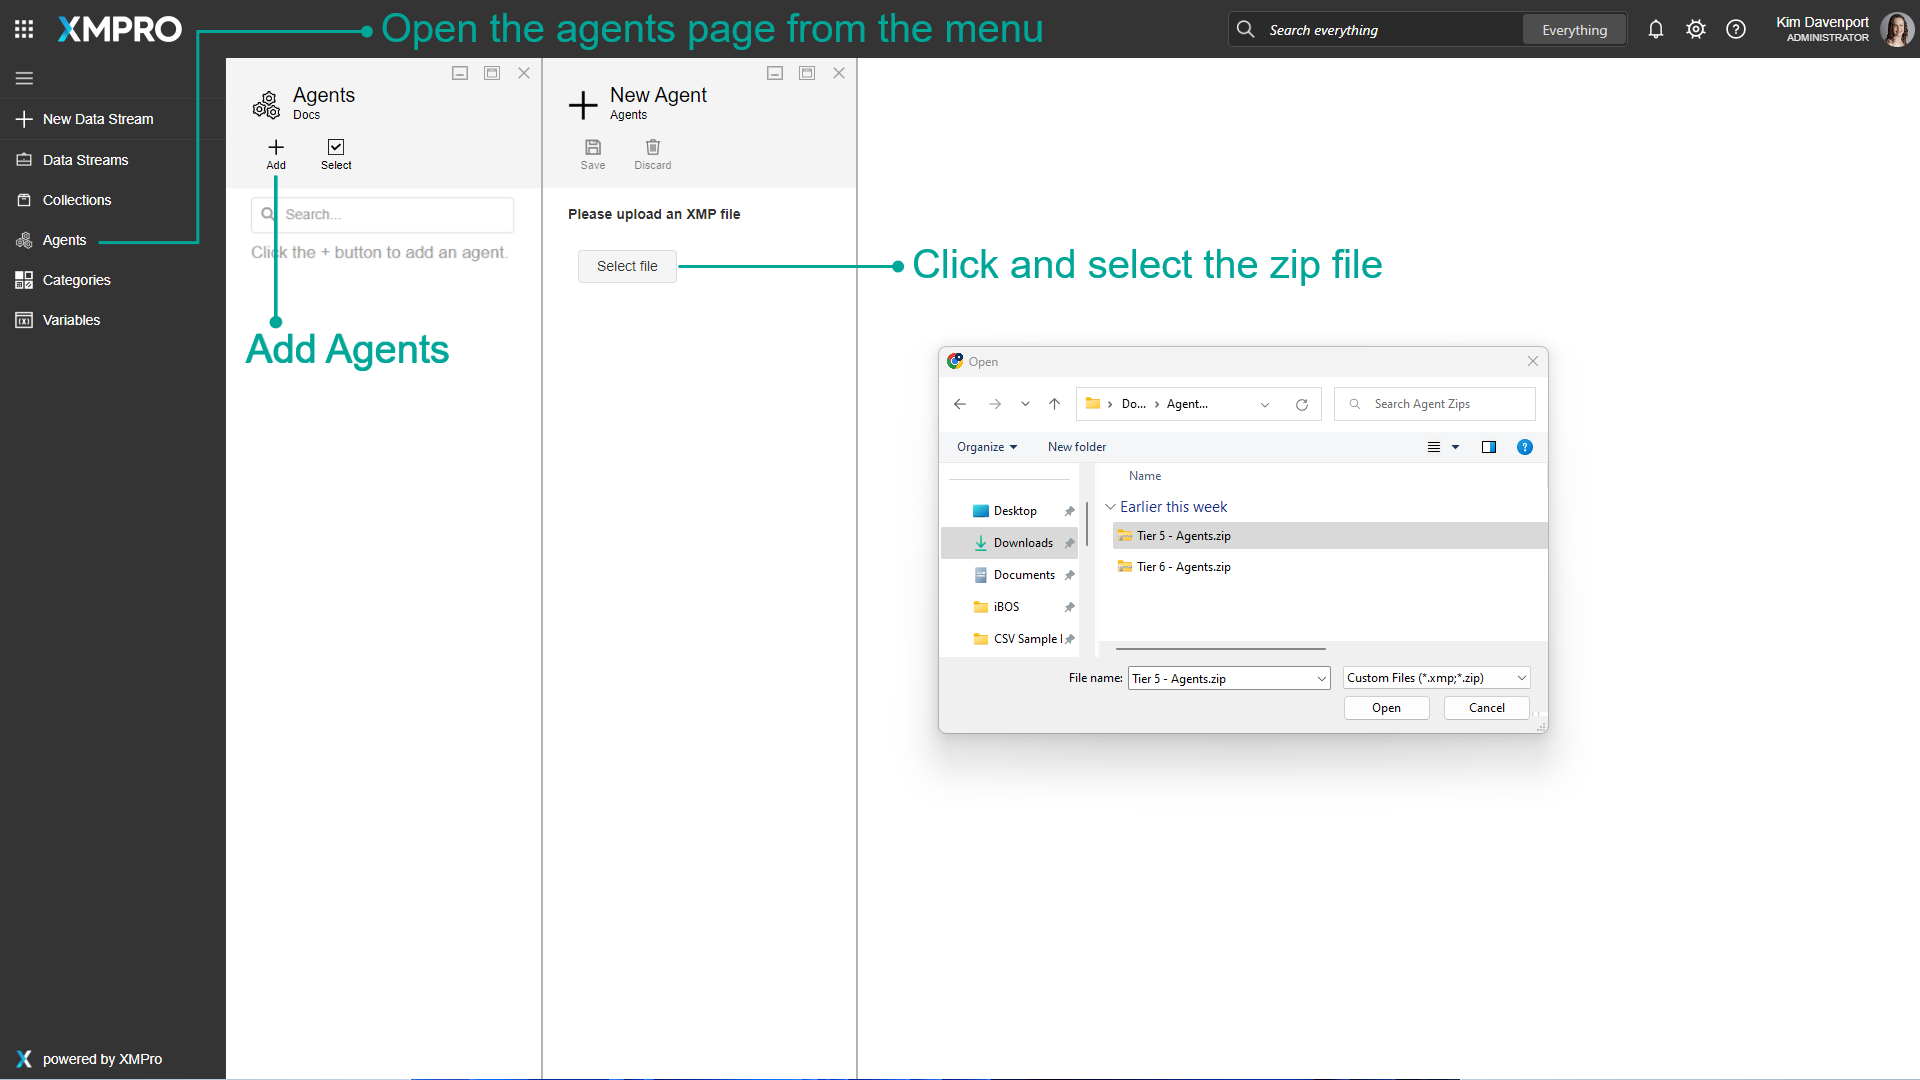 XMPRO
Open the agents page from the menu
Search everything
Everything
Kim Davenport
ADMINISTRATOR
New Data Stream
Data Streams
Collections
Agents
Categories
Variables
powered by XMPro
Agents
Docs
Add
Select
Search...
Click the + button to add an agent.
Add Agents
New Agent
Agents
Save
Discard
Please upload an XMP file
Select file
Click and select the zip file
Open
Do...
Agent...
Search Agent Zips
Organize
New folder
Name
Desktop
Downloads
Documents
iBOS
CSV Sample
Earlier this week
Tier 5 - Agents.zip
Tier 6 - Agents.zip
File name:
Tier 5 - Agents.zip
Custom Files (*.xmp;*.zip)
Open
Cancel